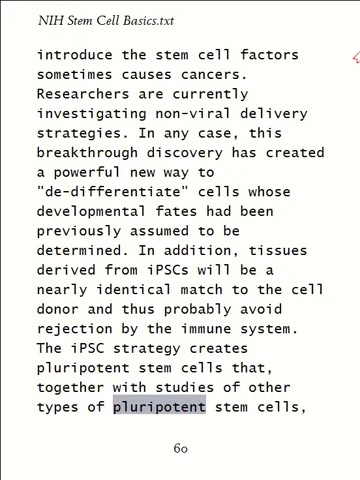 NIH Stem Cell Basics.txt
introduce the stem cell factors
sometimes causes cancers.
Researchers are currently
investigating non-viral delivery
strategies. In any case, this
breakthrough discovery has created
a powerful new way to
"de-differentiate" cells whose
developmental fates had been
previously assumed to be
determined. In addition, tissues
derived from iPSCs will be a
nearly identical match to the cell
donor and thus probably avoid
rejection by the immune system.
The iPSC strategy creates
pluripotent stem cells that,
together with studies of other
types of pluripotent stem cells,
60